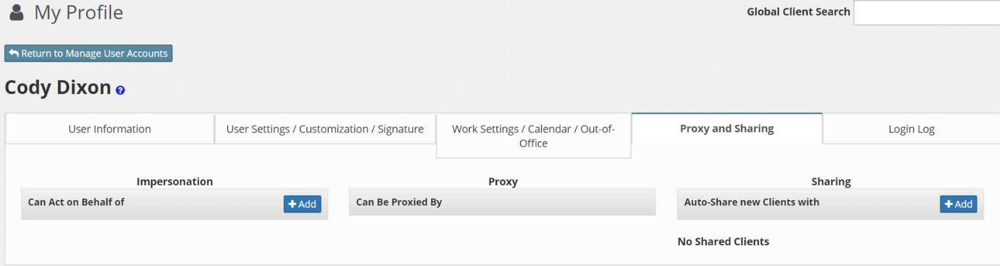 My Profile
Global Client Search
Return to Manage User Accounts
Cody Dixon ?
User Information
User Settings / Customization / Signature
Work Settings / Calendar / Out-of-
Office
Proxy and Sharing
Login Log
Impersonation
Proxy
Sharing
Can Act on Behalf of
+ Add
Can Be Proxied By
Auto-Share new Clients with
+ Add
No Shared Clients